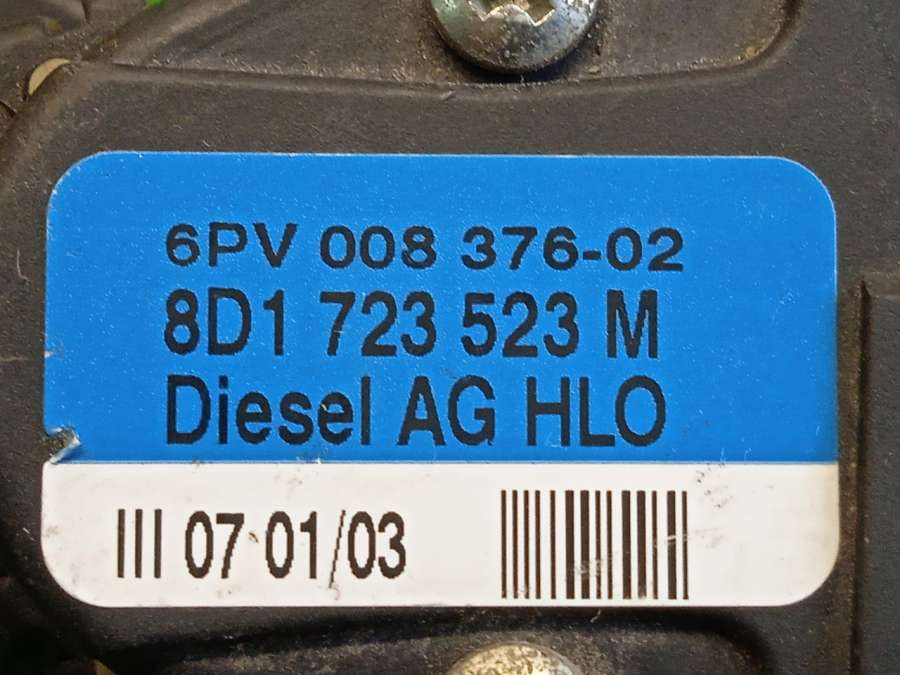 6PV 008 376-02
8D1 723 523 M
Diesel AG HLO
III 07 01/03